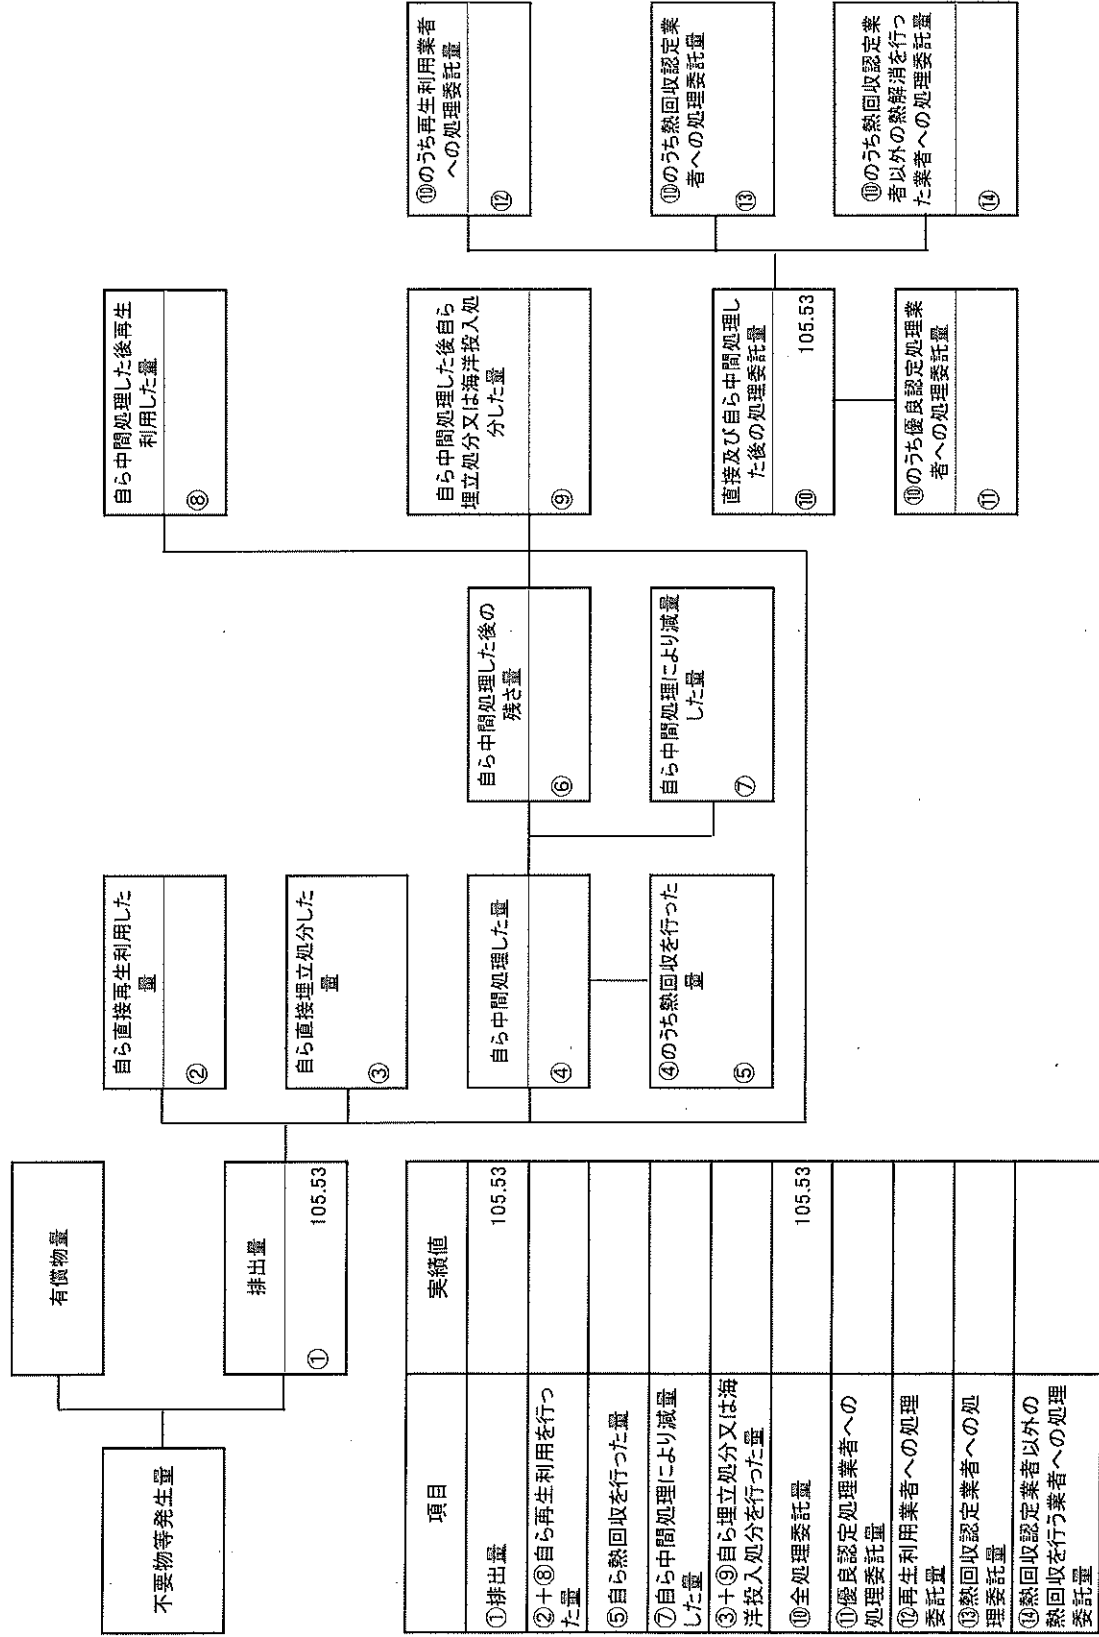 有償物量
不要物等発生量
排出量
①
105.53
自ら直接再生利用した
量
②
自ら直接埋立処分した
量
③
自ら中間処理した量
④
④のうち熱回収を行った
量
⑤
自ら中間処理した後の
残さ量
⑥
自ら中間処理により減量
した量
⑦
自ら中間処理した後再生
利用した量
⑧
自ら中間処理した後自ら
埋立処分又は海洋投入処
分した量
⑨
直接及び自ら中間処理し
た後の処理委託量
⑩
105.53
⑩のうち優良認定処理業
者への処理委託量
⑪
⑩のうち再生利用業者
への処理委託量
⑫
⑩のうち熱回収認定業
者への処理委託量
⑬
⑩のうち熱回収認定業
者以外の熱解消を行っ
た業者への処理委託量
⑭
項目
実績値
①排出量
105.53
②+⑧自ら再生利用を行っ
た量
⑤自ら熱回収を行った量
⑦自ら中間処理により減量
した量
③+⑨自ら埋立処分又は海
洋投入処分を行った量
⑩全処理委託量
105.53
⑪優良認定処理業者への
処理委託量
⑫再生利用業者への処理
委託量
⑬熱回収認定業者への処
理委託量
⑭熱回収認定業者以外の
熱回収を行う業者への処理
委託量